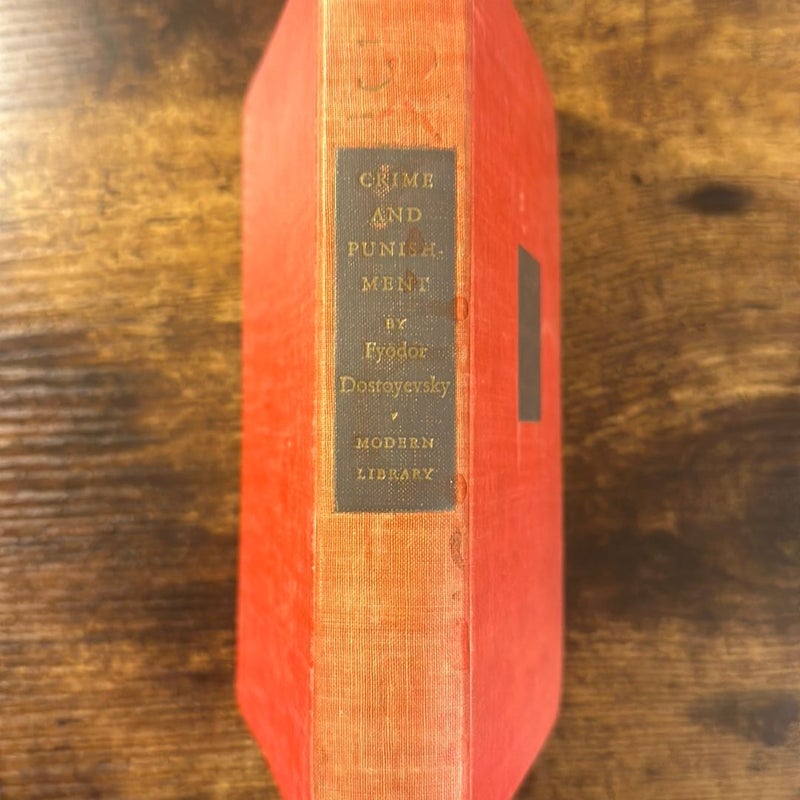 CRIME
AND
PUNISH-
MENT
BY
Fyodor
Dostoyevsky
MODERN
LIBRARY